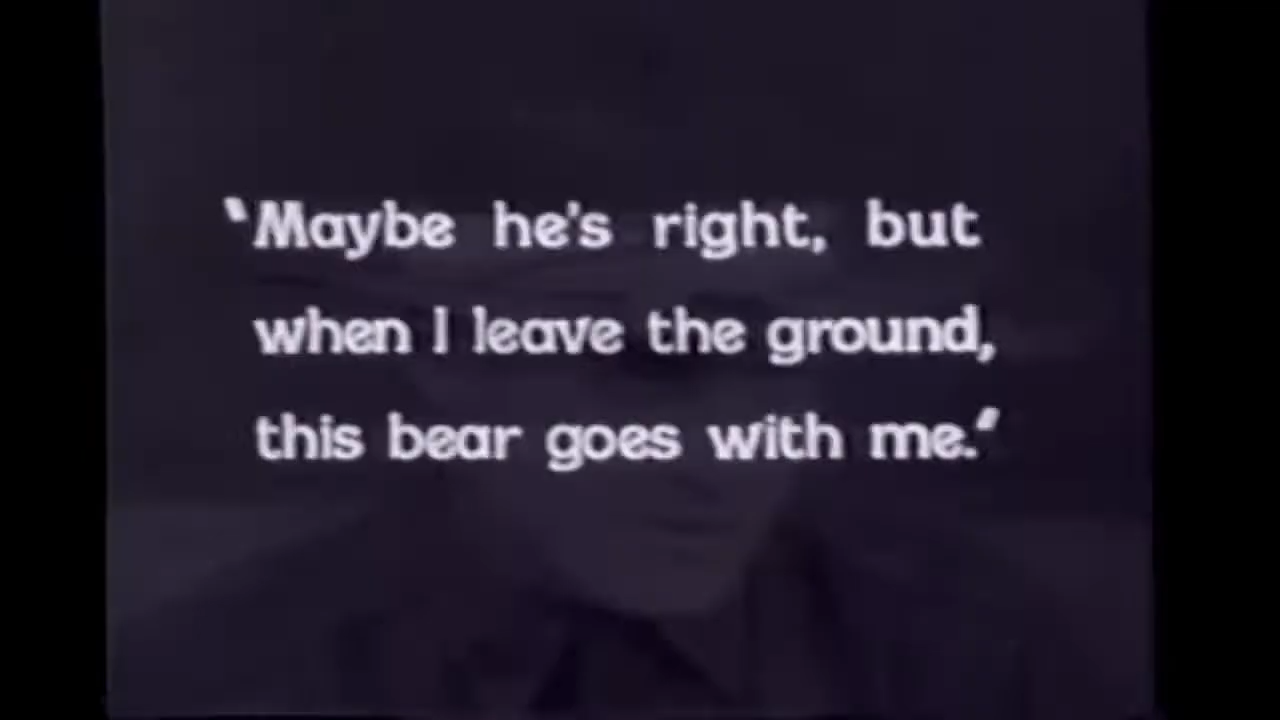 "Maybe he's right, but
when I leave the ground,
this bear goes with me."